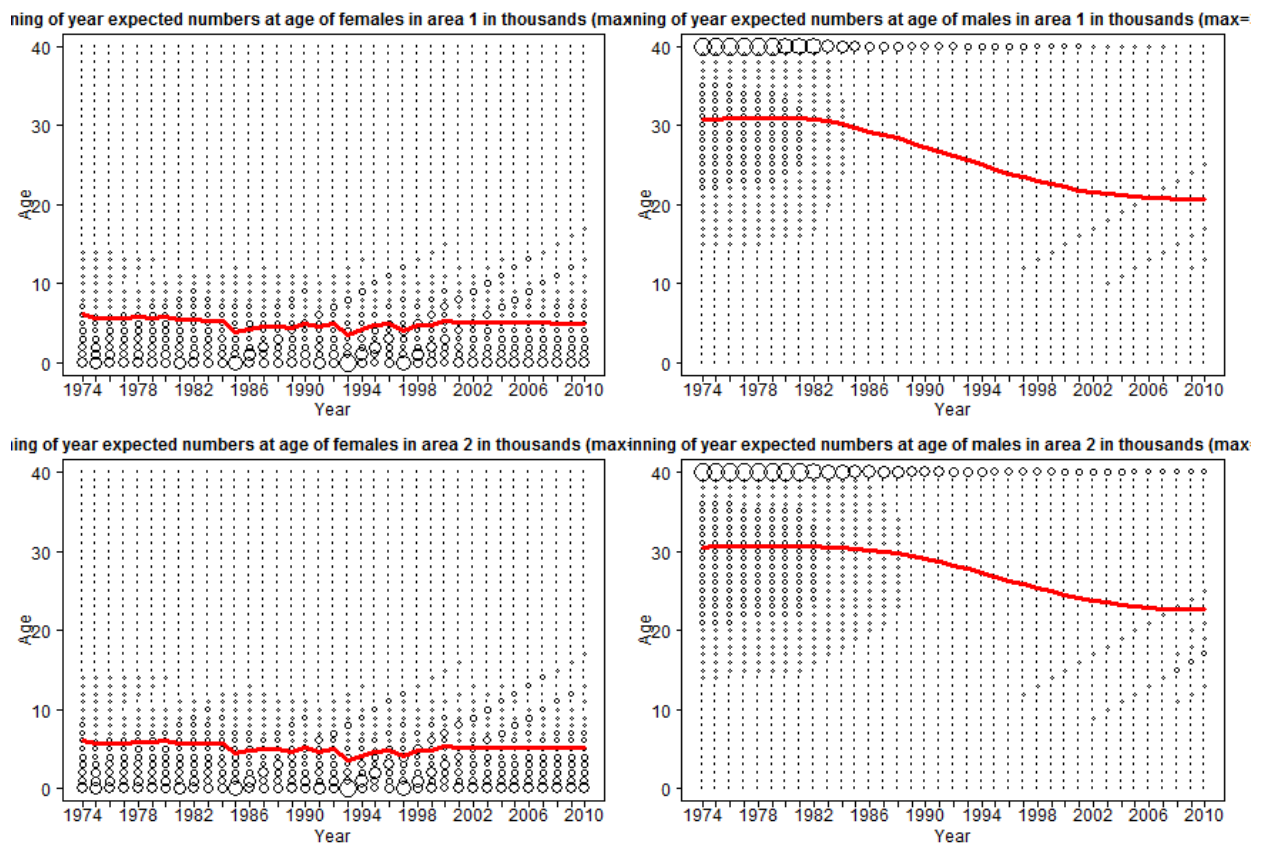 ning of year expected numbers at age of females in area 1 in thousands (max
nning of year expected numbers at age of males in area 1 in thousands (max=
40
30
20
10
0
Age
1974 1978 1982 1986 1990 1994 1998 2002 2006 2010
Year
40
30
20
10
0
Age
1974 1978 1982 1986 1990 1994 1998 2002 2006 2010
Year
ning of year expected numbers at age of females in area 2 in thousands (max
inning of year expected numbers at age of males in area 2 in thousands (max
40
30
20
10
0
Age
1974 1978 1982 1986 1990 1994 1998 2002 2006 2010
Year
40
30
20
10
0
Age
1974 1978 1982 1986 1990 1994 1998 2002 2006 2010
Year